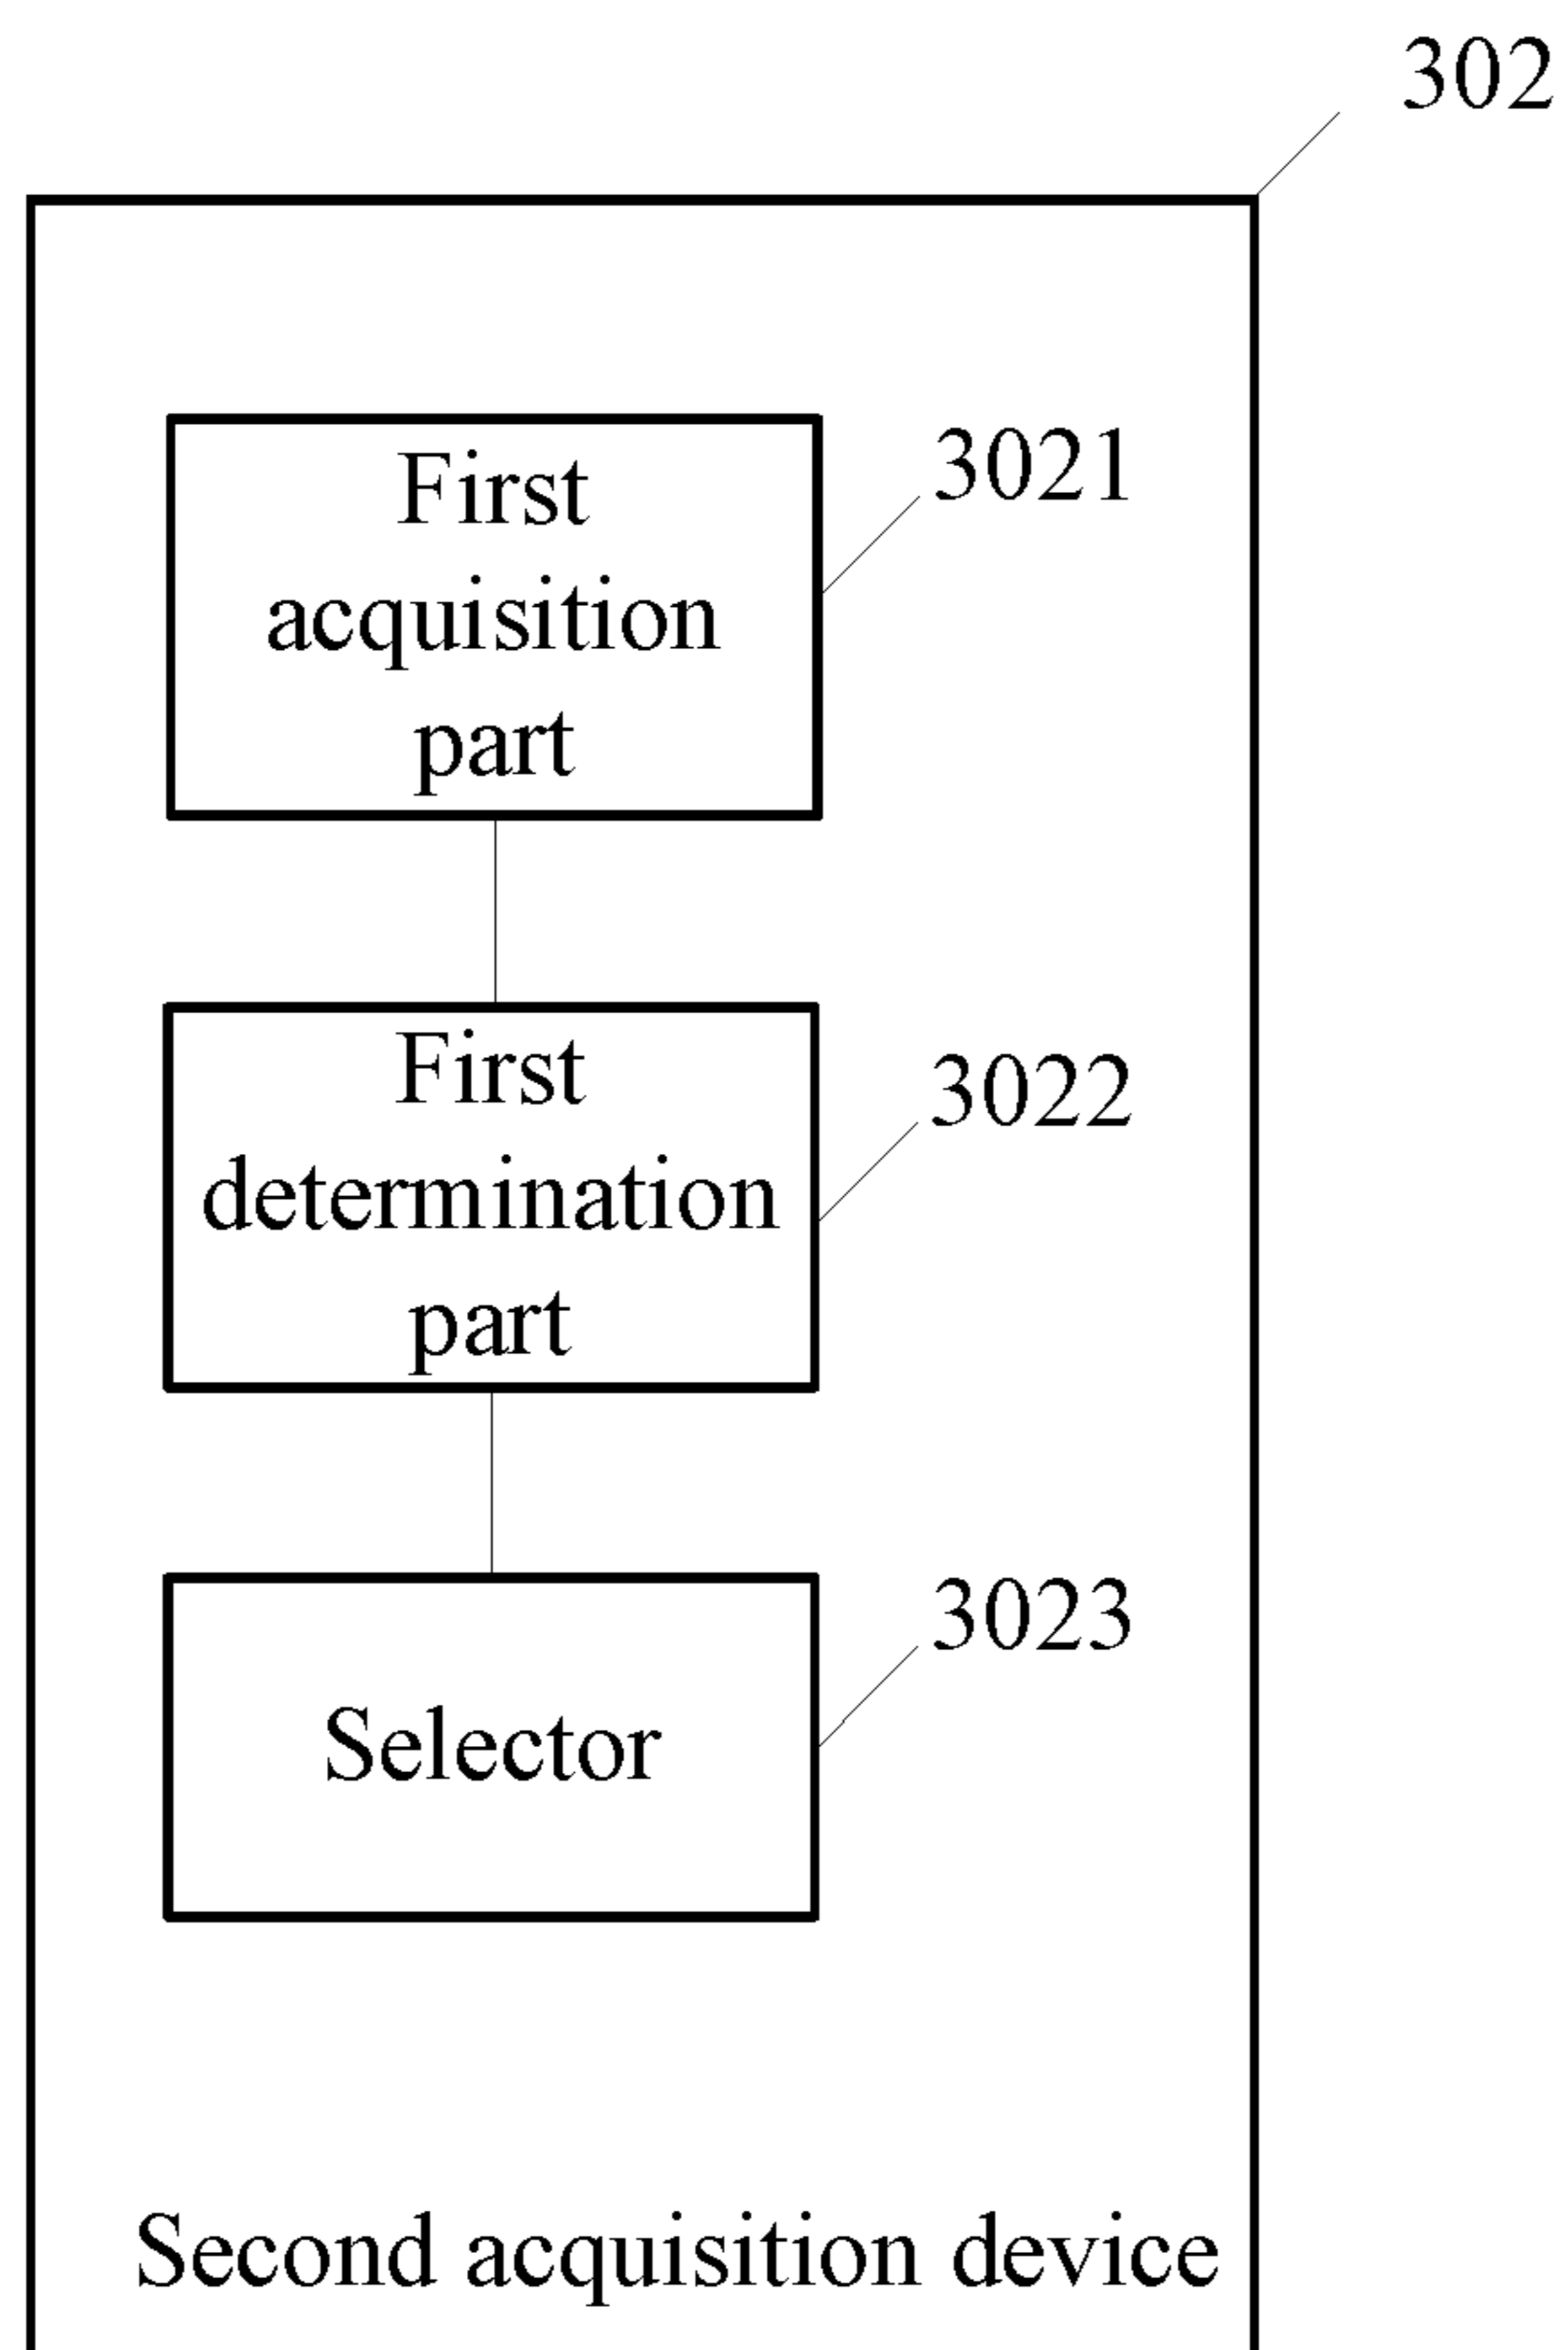 302
First
acquisition
part
3021
First
determination
part
3022
Selector
3023
Second acquisition device